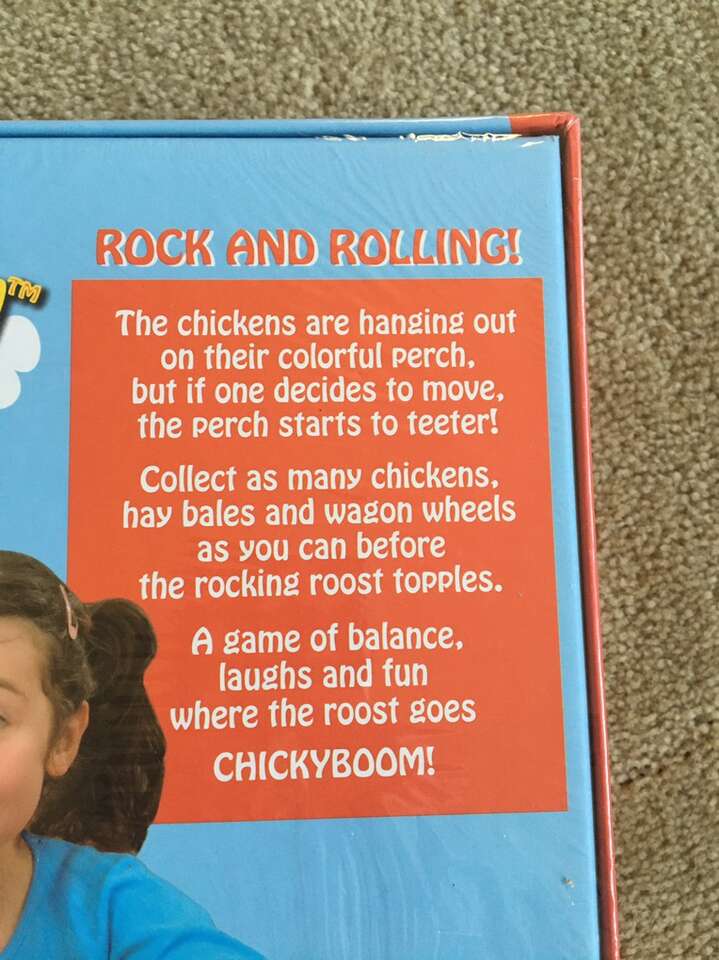 ROCK AND ROLLING!
TM
The chickens are hanging out
on their colorful perch,
but if one decides to move,
the perch starts to teeter!
Collect as many chickens,
hay bales and wagon wheels
as you can before
the rocking roost topples.
A game of balance,
laughs and fun
where the roost goes
CHICKYBOOM!